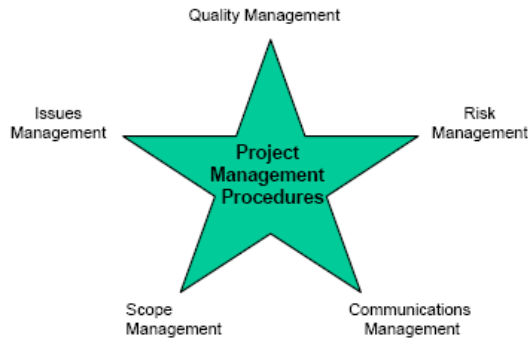 Quality Management
Issues
Management
Risk
Management
Project
Management
Procedures
Scope
Management
Communications
Management